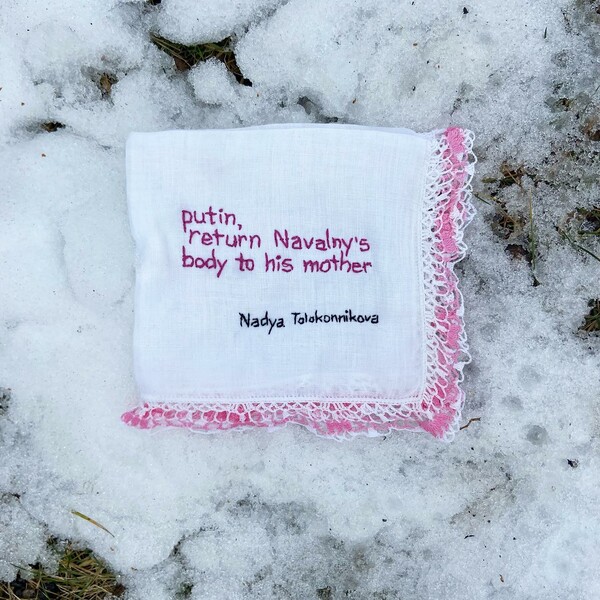 putin,
return Navalny's
body to his mother
Nadya Tolokonnikova